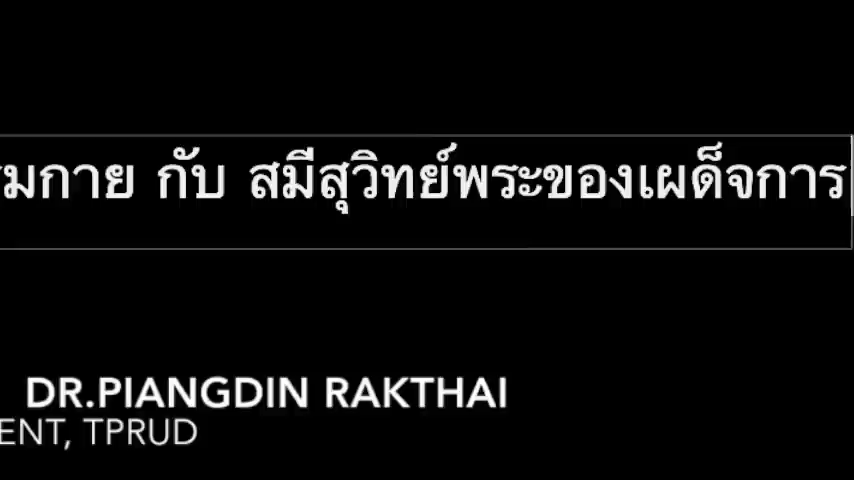 มกาย กับ สมีสุวิทย์พระของเผด็จการ
DR.PIANGDIN RAKTHAI
ENT, TPRUD